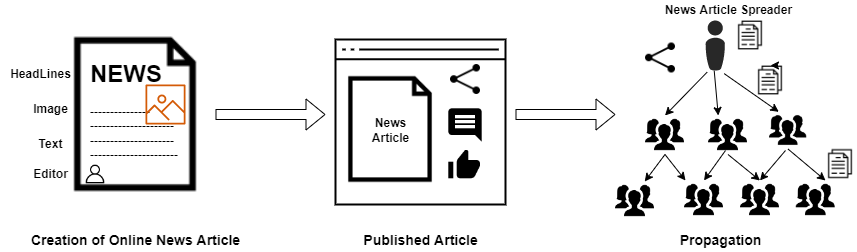 NEWS
HeadLines
Image
Text
Editor
Creation of Online News Article
News
Article
Published Article
News Article Spreader
Propagation